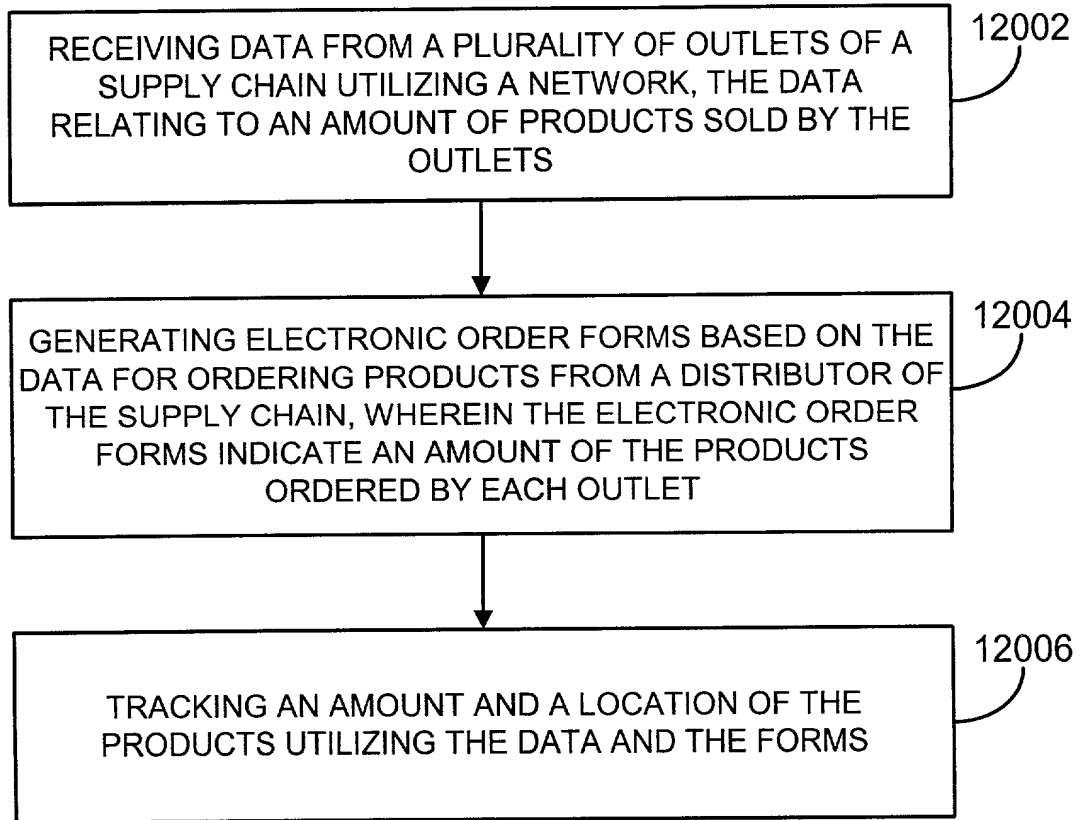 12002
RECEIVING DATA FROM A PLURALITY OF OUTLETS OF A
SUPPLY CHAIN UTILIZING A NETWORK, THE DATA
RELATING TO AN AMOUNT OF PRODUCTS SOLD BY THE
OUTLETS
12004
GENERATING ELECTRONIC ORDER FORMS BASED ON THE
DATA FOR ORDERING PRODUCTS FROM A DISTRIBUTOR OF
THE SUPPLY CHAIN, WHEREIN THE ELECTRONIC ORDER
FORMS INDICATE AN AMOUNT OF THE PRODUCTS
ORDERED BY EACH OUTLET
12006
TRACKING AN AMOUNT AND A LOCATION OF THE
PRODUCTS UTILIZING THE DATA AND THE FORMS